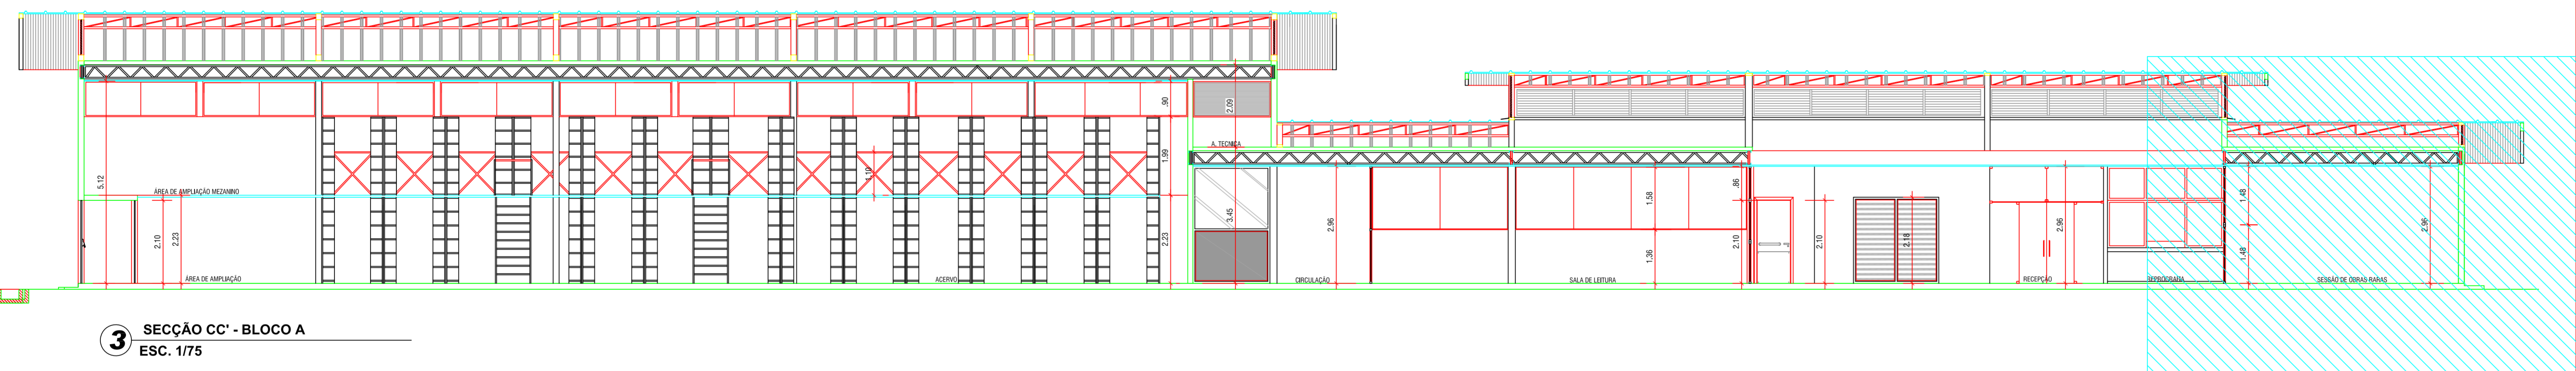 2.09
.90
A. TECNICA
1.99
1.10
5.12
ÁREA DE AMPLIAÇÃO MEZANINO
2.10
2.23
2.23
3.45
2.96
1.58
1.36
.86
2.10
2.10
2.18
2.96
1.48
1.48
2.96
ÁREA DE AMPLIAÇÃO
ACERVO
CIRCULAÇÃO
SALA DE LEITURA
RECEPÇÃO
REPROGRAFIA
SESSÃO DE OBRAS RARAS
3
SECÇÃO CC' - BLOCO A
ESC. 1/75